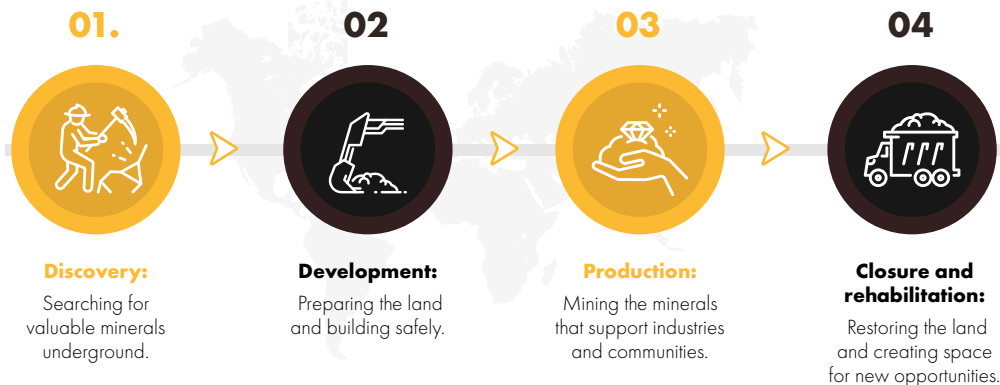 01.
Discovery:
Searching for
valuable minerals
underground.
02
Development:
Preparing the land
and building safely.
03
Production:
Mining the minerals
that support industries
and communities.
04
Closure and
rehabilitation:
Restoring the land
and creating space
for new opportunities.